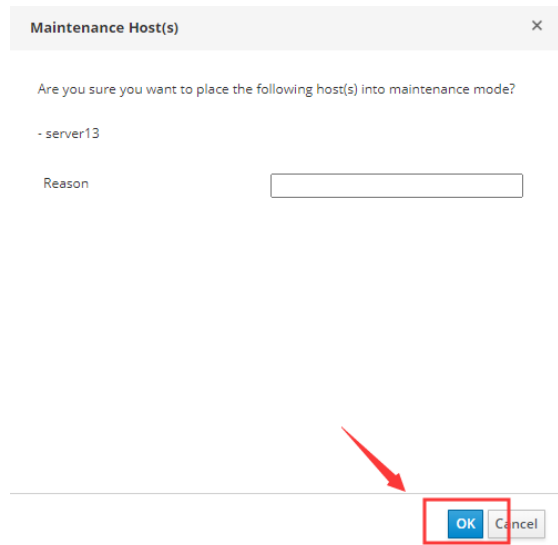 Maintenance Host(s)
Are you sure you want to place the following host(s) into maintenance mode?
- server13
Reason
OK Cancel